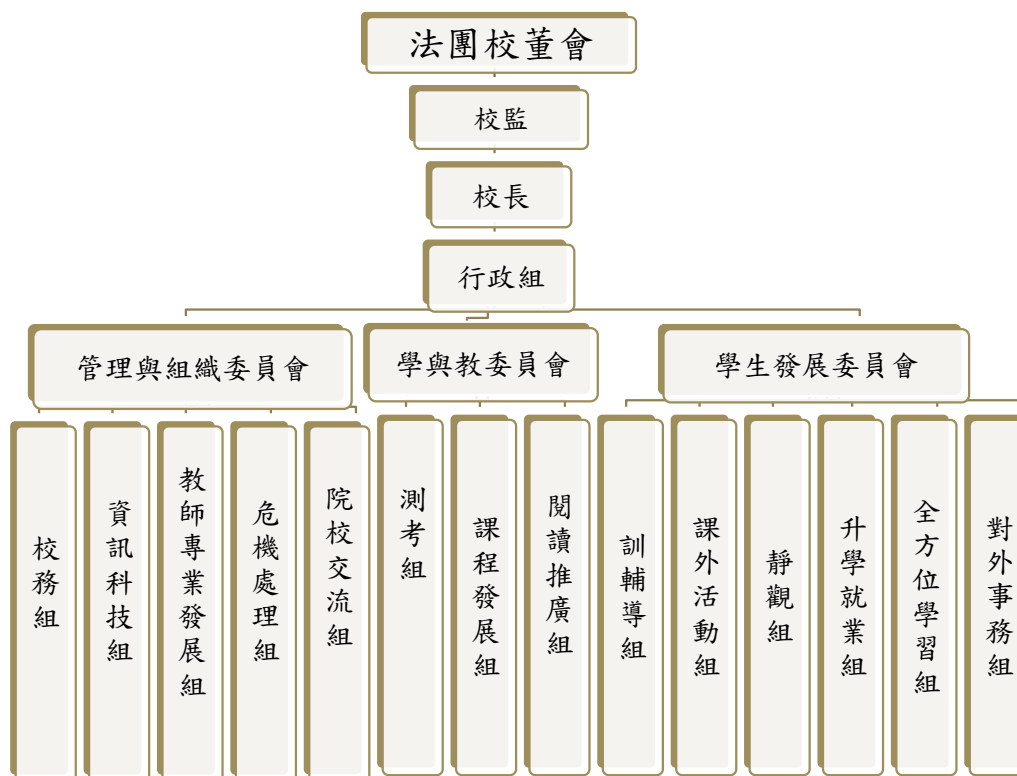 法團校董會
校監
校長
行政組
管理與組織委員會
學與教委員會
學生發展委員會
校務組
資訊科技組
教師專業發展組
危機處理組
院校交流組
測考組
課程發展組
閱讀推廣組
訓輔導組
課外活動組
靜觀組
升學就業組
全方位學習組
對外事務組